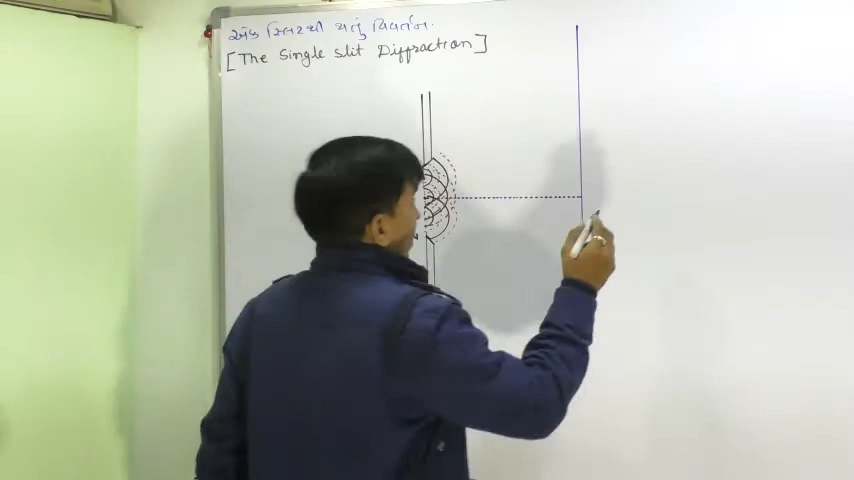 એક સ્લિટથી થતું વિવર્તન.
[The Single slit Diffraction]